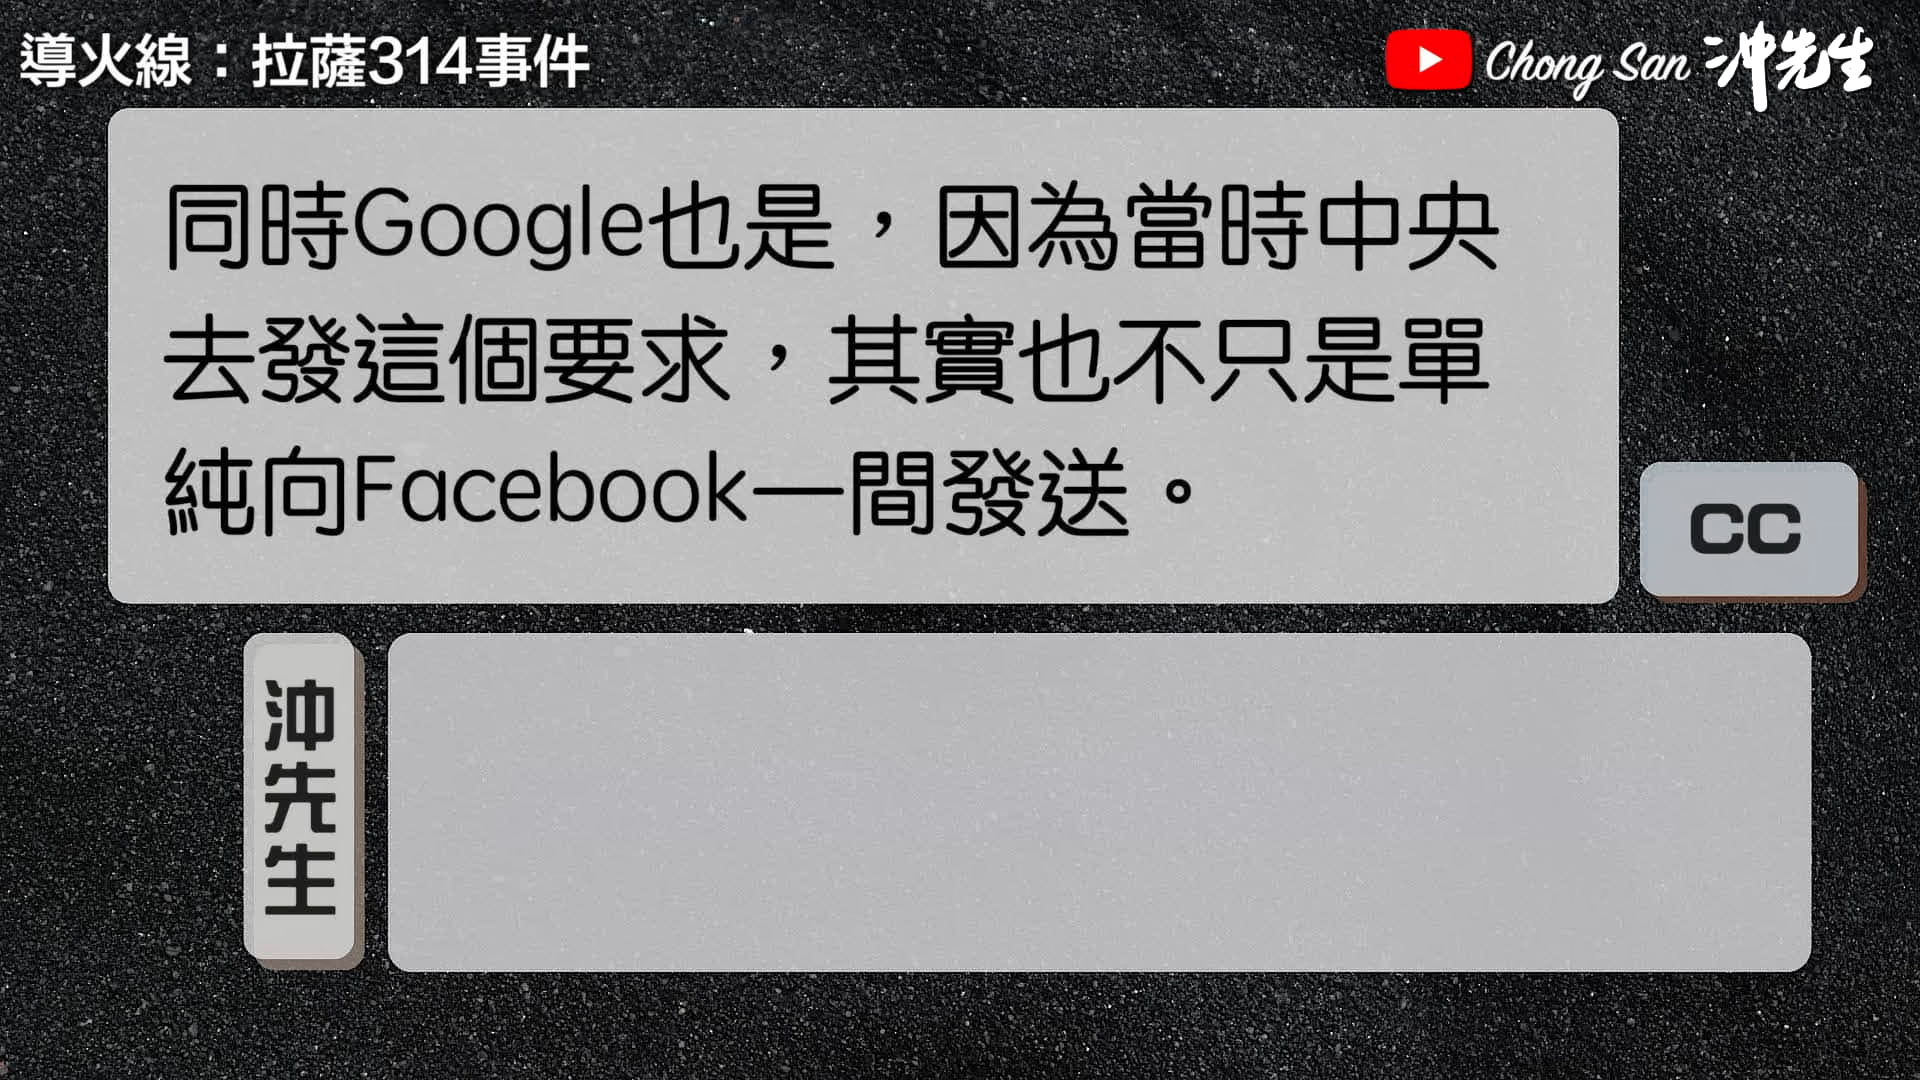 導火線：拉薩314事件
Chong San 沖先生
同時Google也是，因為當時中央
去發這個要求，其實也不只是單
純向Facebook一間發送。
CC
沖先生